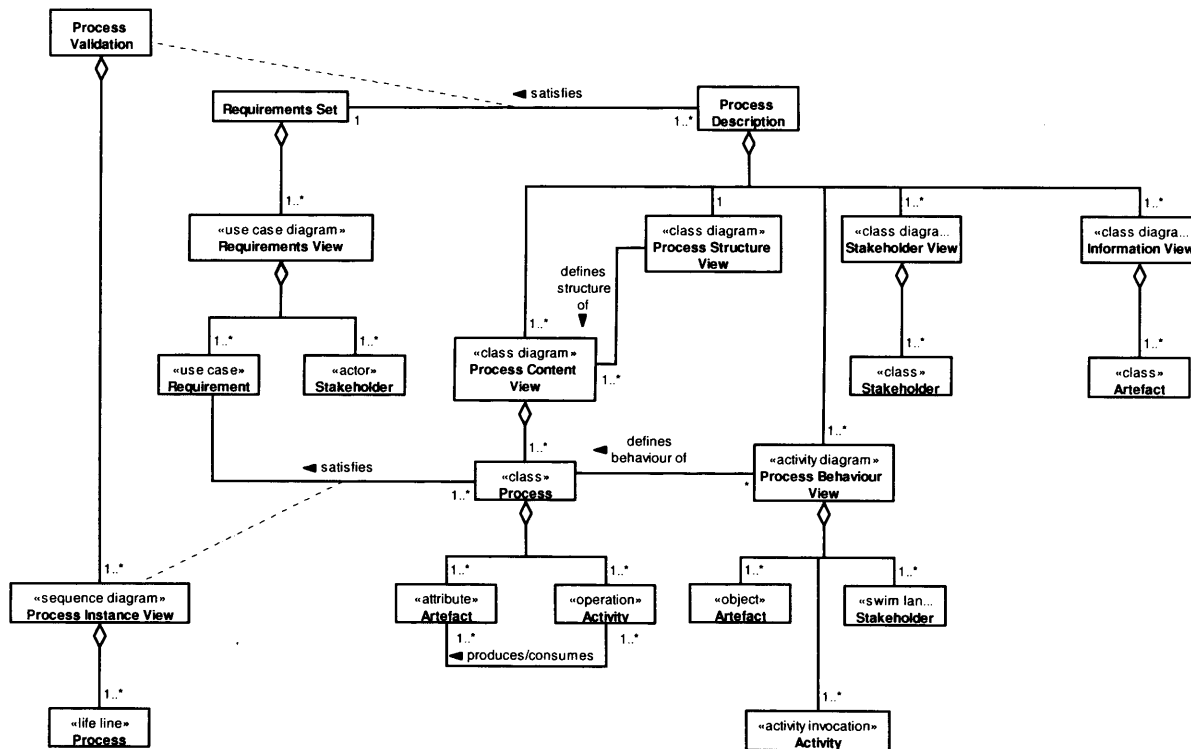 Process
Validation
Requirements Set
1
◄ satisfies
1..*
Process
Description
1..*
«use case diagram»
Requirements View
1..*
«use case»
Requirement
1..*
«actor»
Stakeholder
1
«class diagram»
Process Structure
View
defines
structure
of
▼
1..*
«class diagram»
Process Content
View
1..*
1..*
«class diagra...
Stakeholder View
1..*
«class»
Stakeholder
1..*
«class diagra...
Information View
1..*
«class»
Artefact
◄ satisfies
1..*
1..*
«class»
Process
◄ defines
behaviour of
*
1..*
«activity diagram»
Process Behaviour
View
1..*
«attribute»
Artefact
1..*
1..*
«operation»
Activity
1..*
◄ produces/consumes
1..*
«object»
Artefact
1..*
«swim lan...
Stakeholder
1..*
«activity invocation»
Activity
1..*
«sequence diagram»
Process Instance View
1..*
«life line»
Process